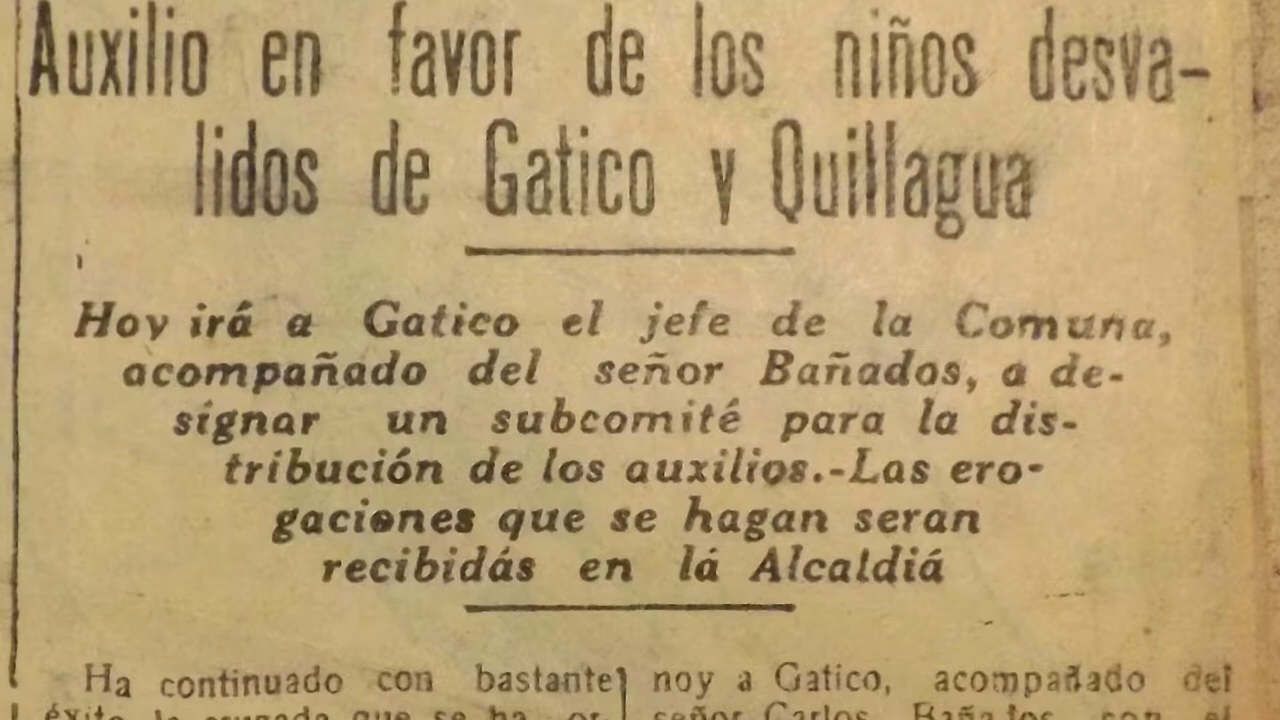 Auxilio en favor de los niños desva-
lidos de Gatico y Quillagua
Hoy irá a Gatico el jefe de la Comuna,
acompañado del señor Bañados, a de-
signar un subcomité para la dis-
tribución de los auxilios.-Las ero-
gaciones que se hagan seran
recibidás en lá Alcaldiá
Ha continuado con bastante
éxito la cruzada que se ha or-
noy a Gatico, acompañado del
señor Carlos Bañados, con el